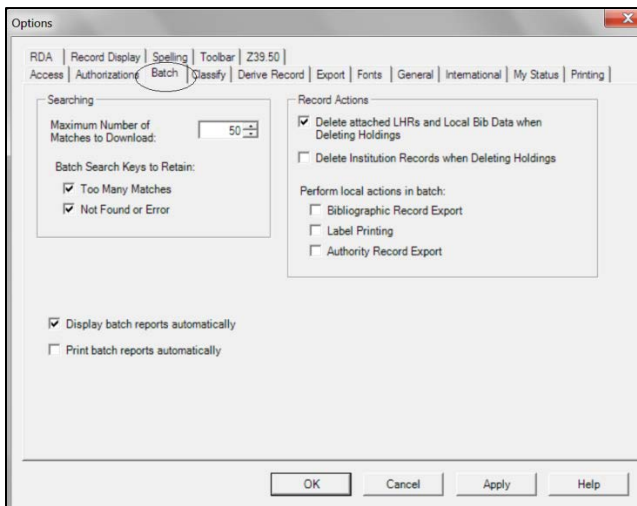 Options
RDA Record Display Spelling Toolbar Z39.50
Access Authorizations Batch Classify Derive Record Export Fonts General International My Status Printing
Searching
Maximum Number of
Matches to Download:
50
Batch Search Keys to Retain:
Too Many Matches
Not Found or Error
Record Actions
Delete attached LHRs and Local Bib Data when
Deleting Holdings
Delete Institution Records when Deleting Holdings
Perform local actions in batch:
Bibliographic Record Export
Label Printing
Authority Record Export
Display batch reports automatically
Print batch reports automatically
OK Cancel Apply Help